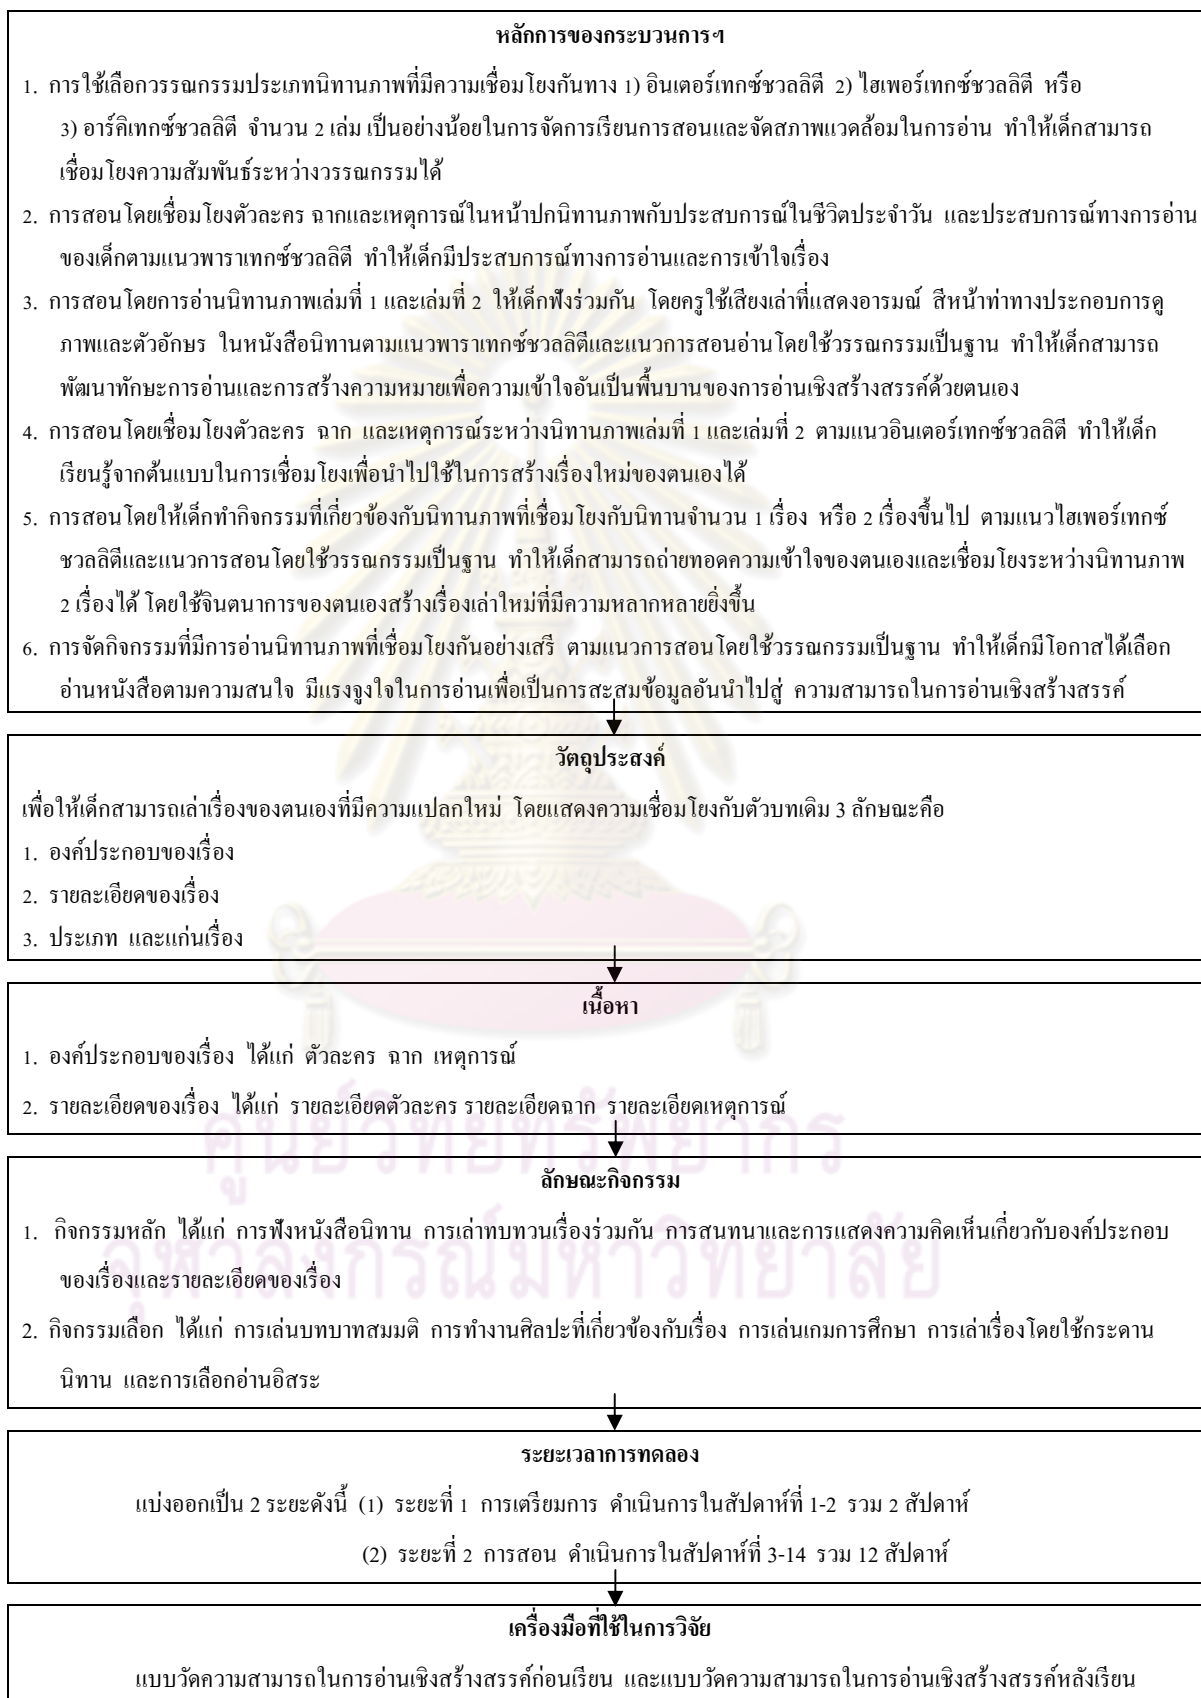 หลักการของกระบวนการฯ
1. การใช้เลือกวรรณกรรมประเภทนิทานภาพที่มีความเชื่อมโยงกันทาง 1) อินเตอร์เทกซ์ชวลลิตี 2) ไฮเพอร์เทกซ์ชวลลิตี หรือ
3) อาร์คิเทกซ์ชวลลิตี จำนวน 2 เล่ม เป็นอย่างน้อยในการจัดการเรียนการสอนและจัดสภาพแวดล้อมในการอ่าน ทำให้เด็กสามารถ
เชื่อมโยงความสัมพันธ์ระหว่างวรรณกรรมได้
2. การสอนโดยเชื่อมโยงตัวละคร ฉากและเหตุการณ์ในหน้าปกนิทานภาพกับประสบการณ์ในชีวิตประจำวัน และประสบการณ์ทางการอ่าน
ของเด็กตามแนวพาราเทกซ์ชวลลิตี ทำให้เด็กมีประสบการณ์ทางการอ่านและการเข้าใจเรื่อง
3. การสอนโดยการอ่านนิทานภาพเล่มที่ 1 และเล่มที่ 2 ให้เด็กฟังร่วมกัน โดยครูใช้เสียงเล่าที่แสดงอารมณ์ สีหน้าท่าทางประกอบการดู
ภาพและตัวอักษร ในหนังสือนิทานตามแนวพาราเทกซ์ชวลลิตีและแนวการสอนอ่านโดยใช้วรรณกรรมเป็นฐาน ทำให้เด็กสามารถ
พัฒนาทักษะการอ่านและการสร้างความหมายเพื่อความเข้าใจอันเป็นพื้นบานของการอ่านเชิงสร้างสรรค์ด้วยตนเอง
4. การสอนโดยเชื่อมโยงตัวละคร ฉาก และเหตุการณ์ระหว่างนิทานภาพเล่มที่ 1 และเล่มที่ 2 ตามแนวอินเตอร์เทกซ์ชวลลิตี ทำให้เด็ก
เรียนรู้จากต้นแบบในการเชื่อมโยงเพื่อนำไปใช้ในการสร้างเรื่องใหม่ของตนเองได้
5. การสอนโดยให้เด็กทำกิจกรรมที่เกี่ยวข้องกับนิทานภาพที่เชื่อมโยงกับนิทานจำนวน 1 เรื่อง หรือ 2 เรื่องขึ้นไป ตามแนวไฮเพอร์เทกซ์
ชวลลิตีและแนวการสอนโดยใช้วรรณกรรมเป็นฐาน ทำให้เด็กสามารถถ่ายทอดความเข้าใจของตนเองและเชื่อมโยงระหว่างนิทานภาพ
2 เรื่องได้ โดยใช้จินตนาการของตนเองสร้างเรื่องเล่าใหม่ที่มีความหลากหลายยิ่งขึ้น
6. การจัดกิจกรรมที่มีการอ่านนิทานภาพที่เชื่อมโยงกันอย่างเสรี ตามแนวการสอนโดยใช้วรรณกรรมเป็นฐาน ทำให้เด็กมีโอกาสได้เลือก
อ่านหนังสือตามความสนใจ มีแรงจูงใจในการอ่านเพื่อเป็นการสะสมข้อมูลอันนำไปสู่ ความสามารถในการอ่านเชิงสร้างสรรค์
วัตถุประสงค์
เพื่อให้เด็กสามารถเล่าเรื่องของตนเองที่มีความแปลกใหม่ โดยแสดงความเชื่อมโยงกับตัวบทเดิม 3 ลักษณะคือ
1. องค์ประกอบของเรื่อง
2. รายละเอียดของเรื่อง
3. ประเภท และแก่นเรื่อง
เนื้อหา
1. องค์ประกอบของเรื่อง ได้แก่ ตัวละคร ฉาก เหตุการณ์
2. รายละเอียดของเรื่อง ได้แก่ รายละเอียดตัวละคร รายละเอียดฉาก รายละเอียดเหตุการณ์
ศูนย์วิทยทรัพยากร
ลักษณะกิจกรรม
1. กิจกรรมหลัก ได้แก่ การฟังหนังสือนิทาน การเล่าทบทวนเรื่องร่วมกัน การสนทนาและการแสดงความคิดเห็นเกี่ยวกับองค์ประกอบ
ของเรื่องและรายละเอียดของเรื่อง
จุฬาลงกรณ์มหาวิทยาลัย
2. กิจกรรมเลือก ได้แก่ การเล่นบทบาทสมมติ การทำงานศิลปะที่เกี่ยวข้องกับเรื่อง การเล่นเกมการศึกษา การเล่าเรื่องโดยใช้กระดาน
นิทาน และการเลือกอ่านอิสระ
ระยะเวลาการทดลอง
แบ่งออกเป็น 2 ระยะดังนี้ (1) ระยะที่ 1 การเตรียมการ ดำเนินการในสัปดาห์ที่ 1-2 รวม 2 สัปดาห์
(2) ระยะที่ 2 การสอน ดำเนินการในสัปดาห์ที่ 3-14 รวม 12 สัปดาห์
เครื่องมือที่ใช้ในการวิจัย
แบบวัดความสามารถในการอ่านเชิงสร้างสรรค์ก่อนเรียน และแบบวัดความสามารถในการอ่านเชิงสร้างสรรค์หลังเรียน